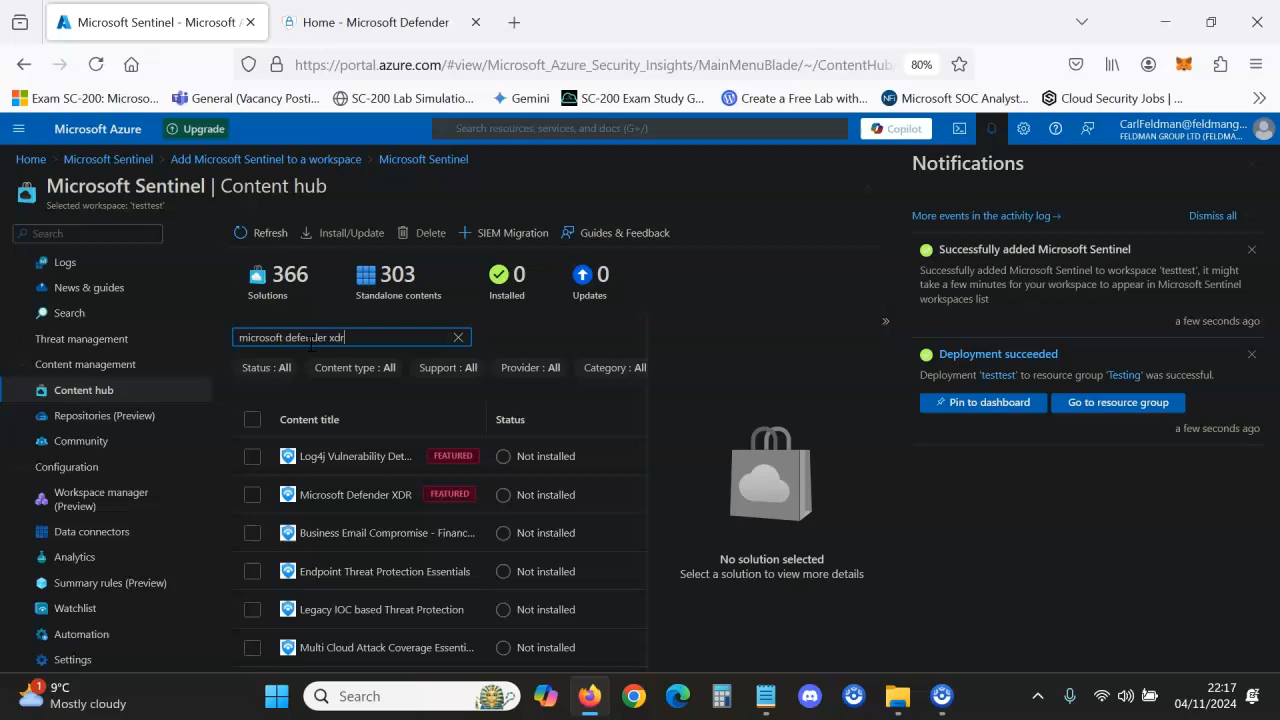 Microsoft Sentinel - Microsoft A
Home - Microsoft Defender
https://portal.azure.com/#view/Microsoft_Azure_Security_Insights/MainMenuBlade/~/ContentHub
80%
Exam SC-200: Microso...
General (Vacancy Posti...
SC-200 Lab Simulatio...
Gemini
SC-200 Exam Study G...
Create a Free Lab with...
Microsoft SOC Analyst...
Cloud Security Jobs | ...
Microsoft Azure
Upgrade
Search resources, services, and docs (G+/)
Copilot
CarlFeldman@feldmang...
FELDMAN GROUP LTD (FELDMA...
Home > Microsoft Sentinel > Add Microsoft Sentinel to a workspace > Microsoft Sentinel
Microsoft Sentinel | Content hub
Selected workspace: 'testtest'
Search
Logs
News & guides
Search
Threat management
Content management
Content hub
Repositories (Preview)
Community
Configuration
Workspace manager
(Preview)
Data connectors
Analytics
Summary rules (Preview)
Watchlist
Automation
Settings
Refresh
Install/Update
Delete
SIEM Migration
Guides & Feedback
366
Solutions
303
Standalone contents
0
Installed
0
Updates
microsoft defender xdr
Status : All
Content type : All
Support : All
Provider : All
Category : All
Content title
Status
Log4j Vulnerability Det...
FEATURED
Not installed
Microsoft Defender XDR
FEATURED
Not installed
Business Email Compromise - Financ...
Not installed
Endpoint Threat Protection Essentials
Not installed
Legacy IOC based Threat Protection
Not installed
Multi Cloud Attack Coverage Essenti...
Not installed
No solution selected
Select a solution to view more details
Notifications
More events in the activity log →
Dismiss all
Successfully added Microsoft Sentinel
Successfully added Microsoft Sentinel to workspace 'testtest', it might
take a few minutes for your workspace to appear in Microsoft Sentinel
workspaces list
a few seconds ago
Deployment succeeded
Deployment 'testtest' to resource group 'Testing' was successful.
Pin to dashboard
Go to resource group
a few seconds ago
1
9°C
Mostly cloudy
Search
22:17
04/11/2024